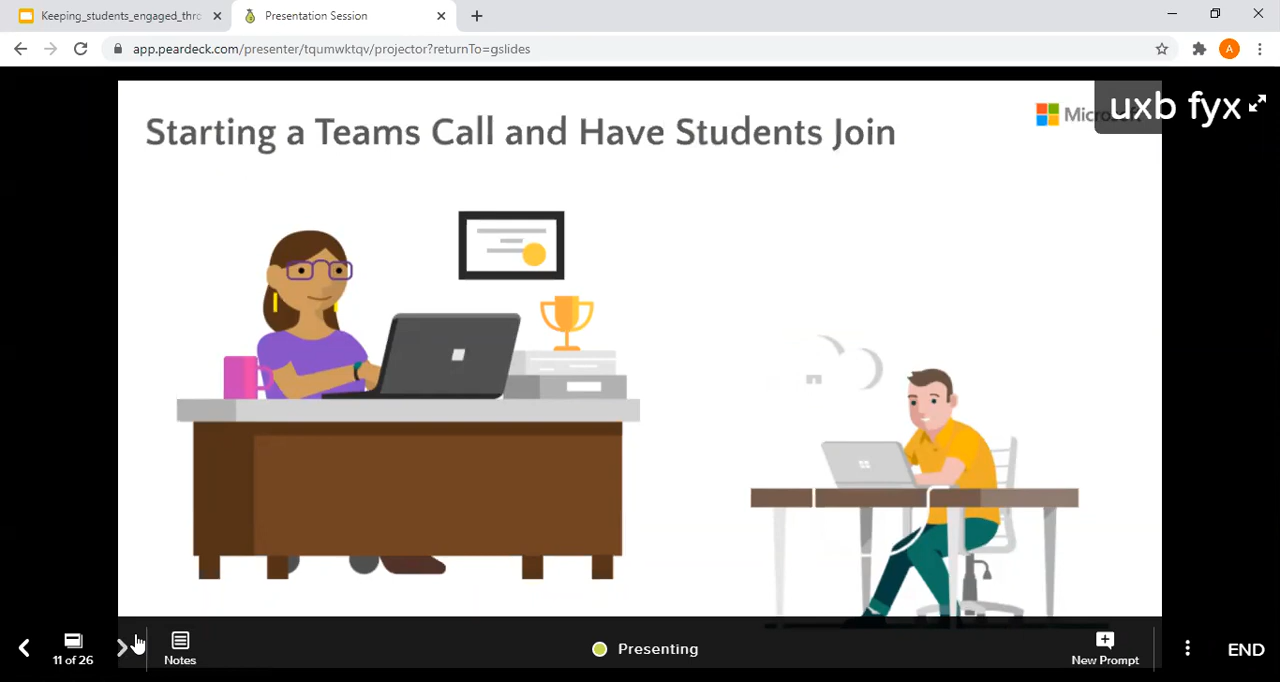 Keeping_students_engaged_thro
Presentation Session
app.peardeck.com/presenter/tqumwktqv/projector?returnTo=gslides
A
Starting a Teams Call and Have Students Join
uxb fyx
11 of 26
Notes
Presenting
New Prompt
END